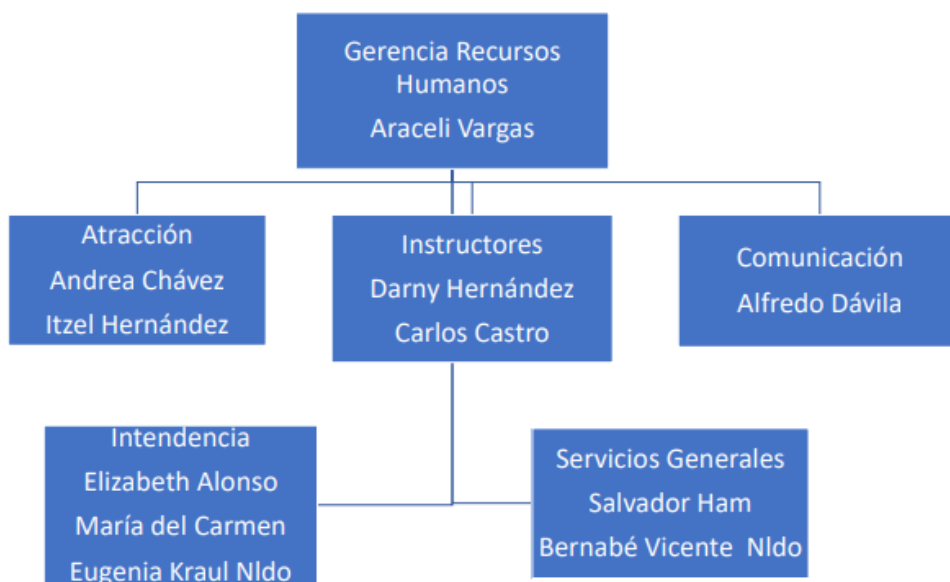 Gerencia Recursos
Humanos
Araceli Vargas
Atracción
Andrea Chávez
Itzel Hernández
Instructores
Darny Hernández
Carlos Castro
Comunicación
Alfredo Dávila
Intendencia
Elizabeth Alonso
María del Carmen
Eugenia Kraul Nldo
Servicios Generales
Salvador Ham
Bernabé Vicente Nldo